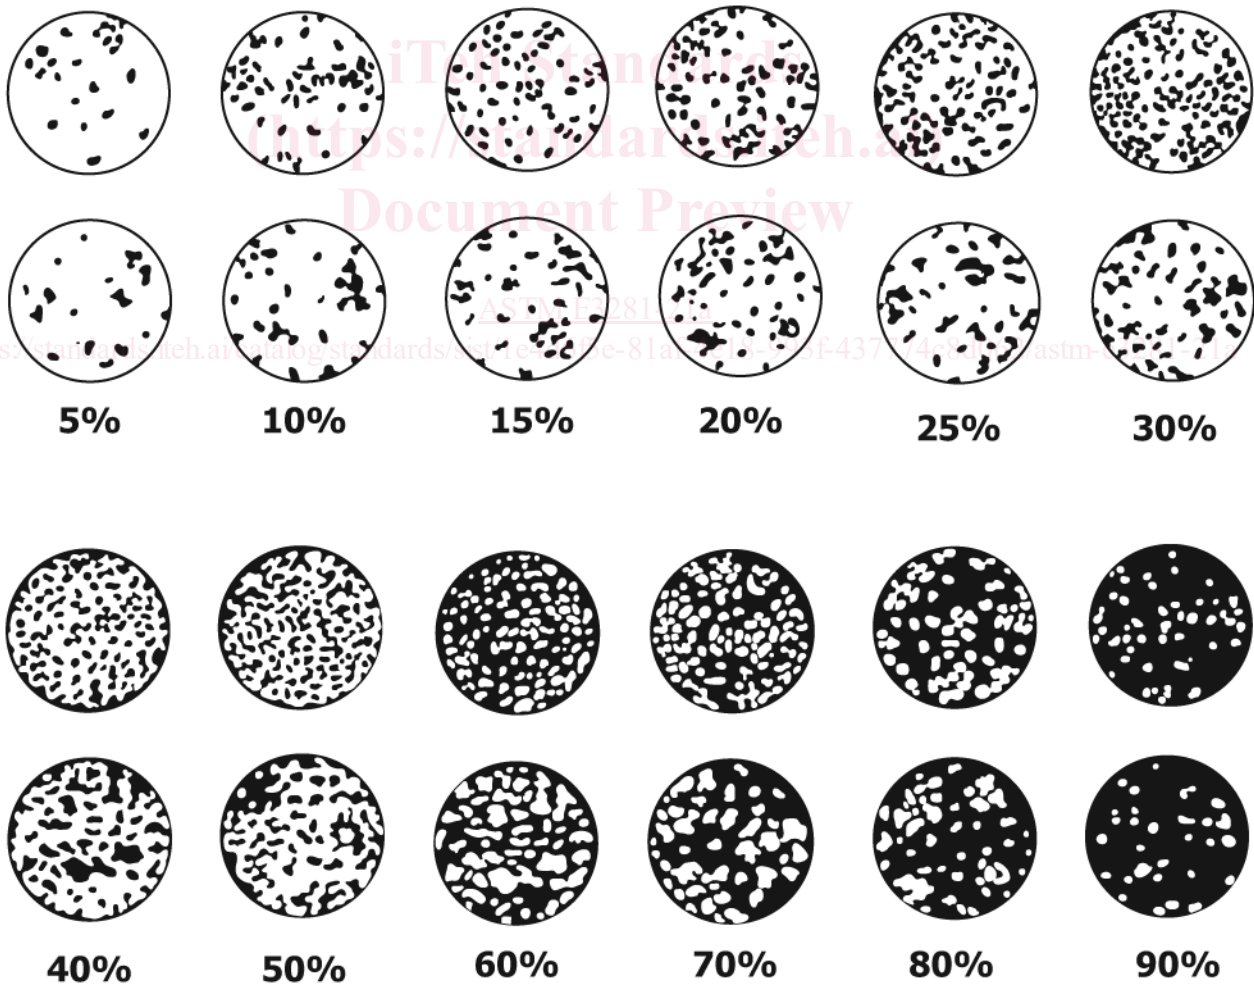 iTeh Standards
(https://standards.iteh.ai)
Document Preview
ASTM E3281-21a
5% 10% 15% 20% 25% 30%
40% 50% 60% 70% 80% 90%